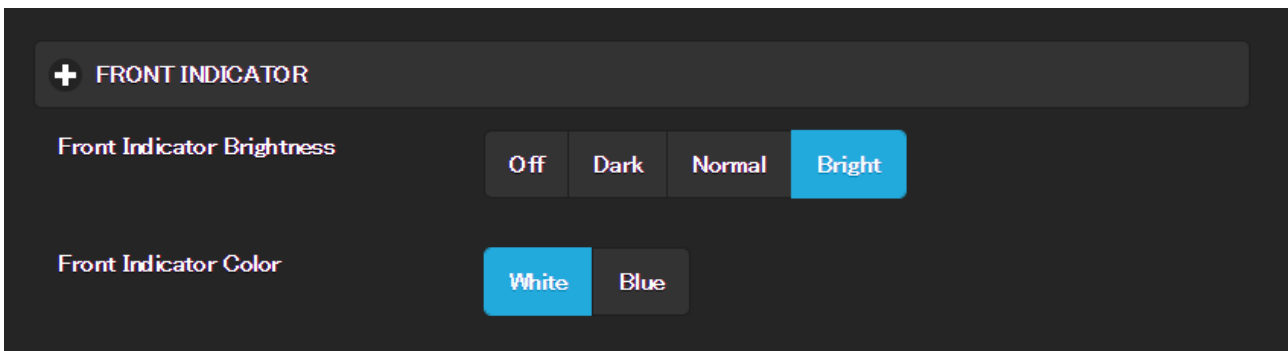 FRONT INDICATOR
Front Indicator Brightness
Off Dark Normal Bright
Front Indicator Color
White Blue